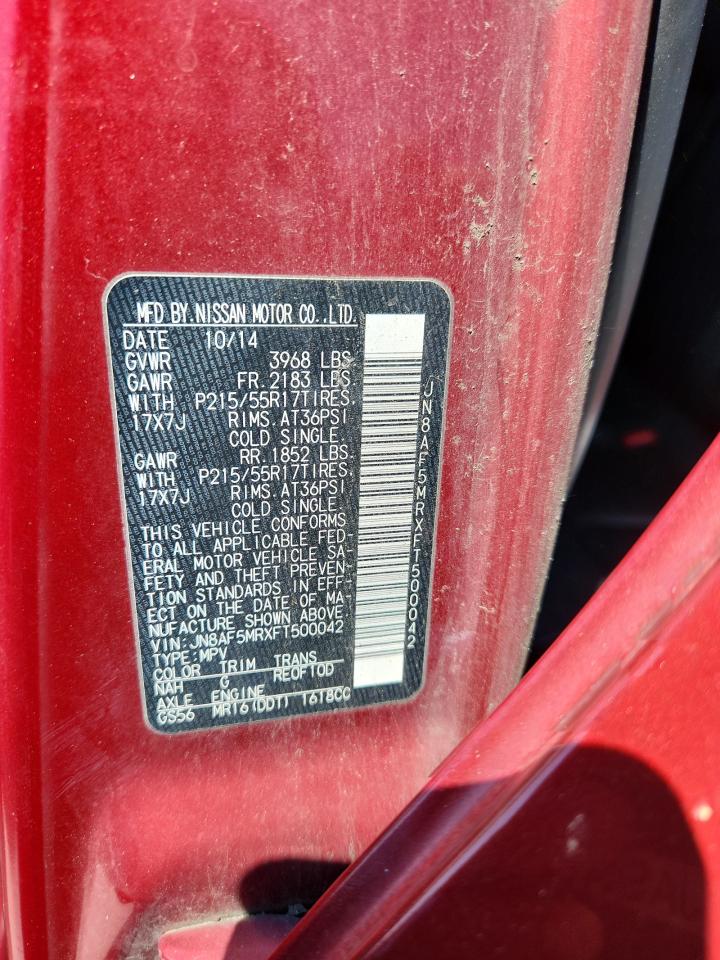 MFD BY.NISSAN MOTOR CO.,LTD.
DATE 10/14
GVWR 3968 LBS
GAWR FR.2183 LBS
WITH P215/55R17TIRES,
17X7J RIMS.AT36PSI
COLD SINGLE.
GAWR RR.1852 LBS
WITH P215/55R17TIRES,
17X7J RIMS.AT36PSI
COLD SINGLE.
THIS VEHICLE CONFORMS
TO ALL APPLICABLE FED-
ERAL MOTOR VEHICLE SA-
FETY AND THEFT PREVEN-
TION STANDARDS IN EFF-
ECT ON THE DATE OF MA-
NUFACTURE SHOWN ABOVE.
VIN:JN8AF5MRXFT500042
TYPE:MPV
COLOR TRIM TRANS
NAH G RE0F10D
AXLE ENGINE
GS56 MR16(DDT) 1618CC
JN8AF5MRXFT500042